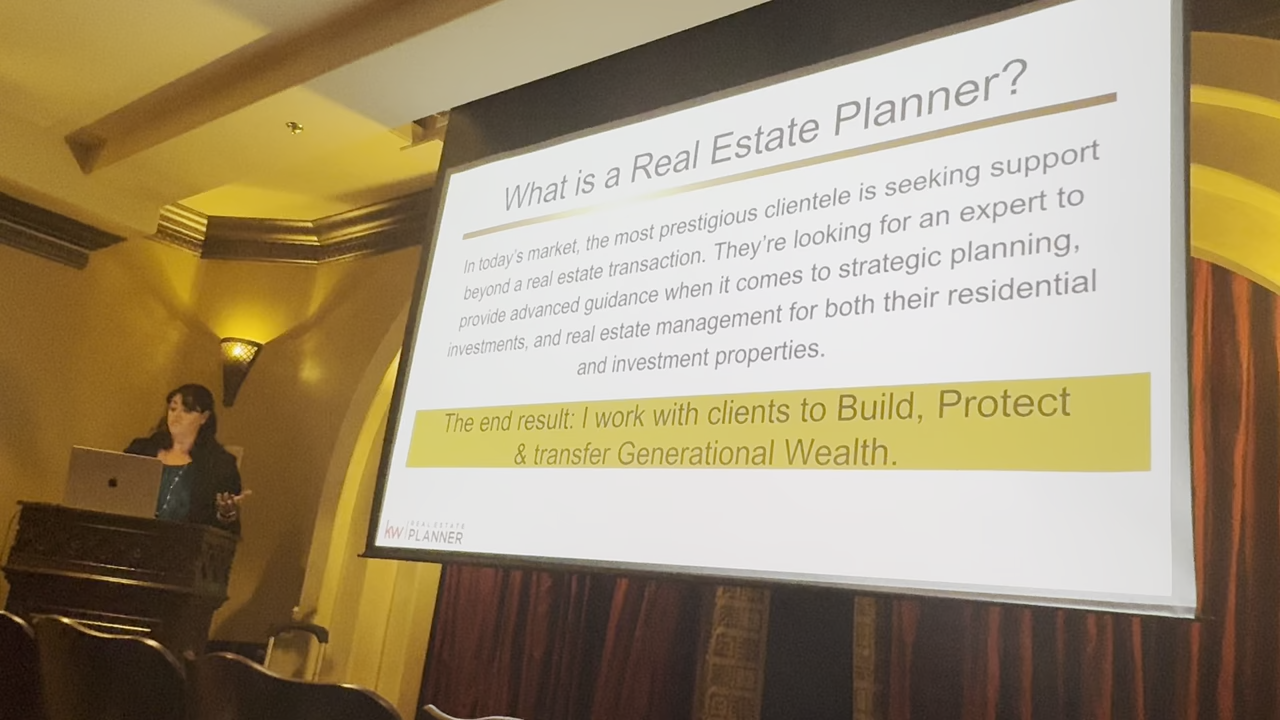 What is a Real Estate Planner?
In today's market, the most prestigious clientele is seeking support
beyond a real estate transaction. They're looking for an expert to
provide advanced guidance when it comes to strategic planning,
investments, and real estate management for both their residential
and investment properties.
The end result: I work with clients to Build, Protect
& transfer Generational Wealth.
kw REAL ESTATE
PLANNER